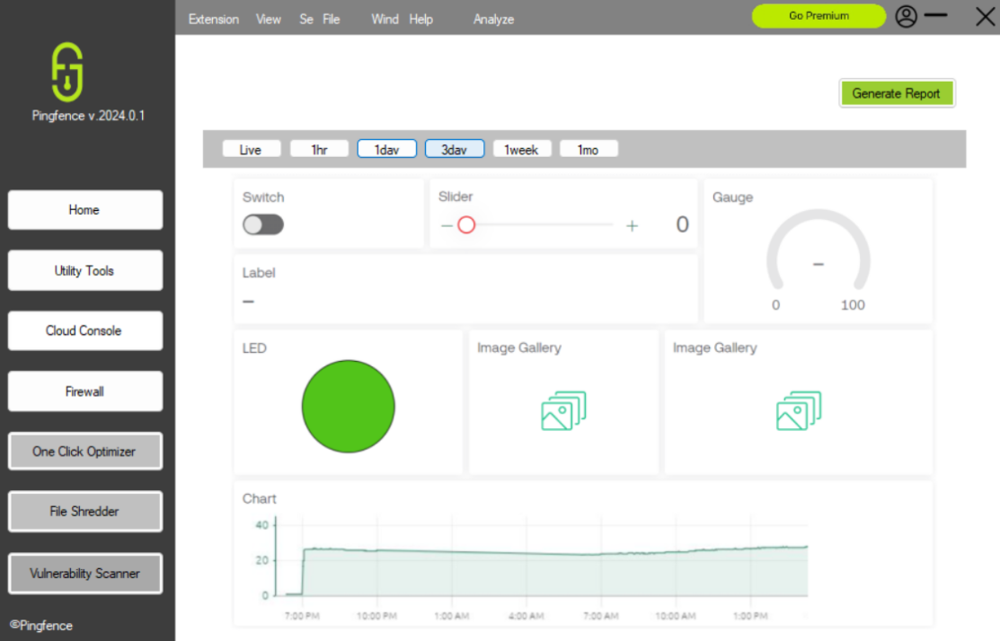 Extension View Se File Wind Help Analyze Go Premium
Pingfence v.2024.0.1
Generate Report
Live 1hr 1day 3day 1week 1mo
Home
Utility Tools
Cloud Console
Firewall
One Click Optimizer
File Shredder
Vulnerability Scanner
©Pingfence
Switch
Slider
– + 0
Gauge
–
0 100
Label
–
LED
Image Gallery
Image Gallery
Chart
40
20
0
7:00 PM 10:00 PM 1:00 AM 4:00 AM 7:00 AM 10:00 AM 1:00 PM